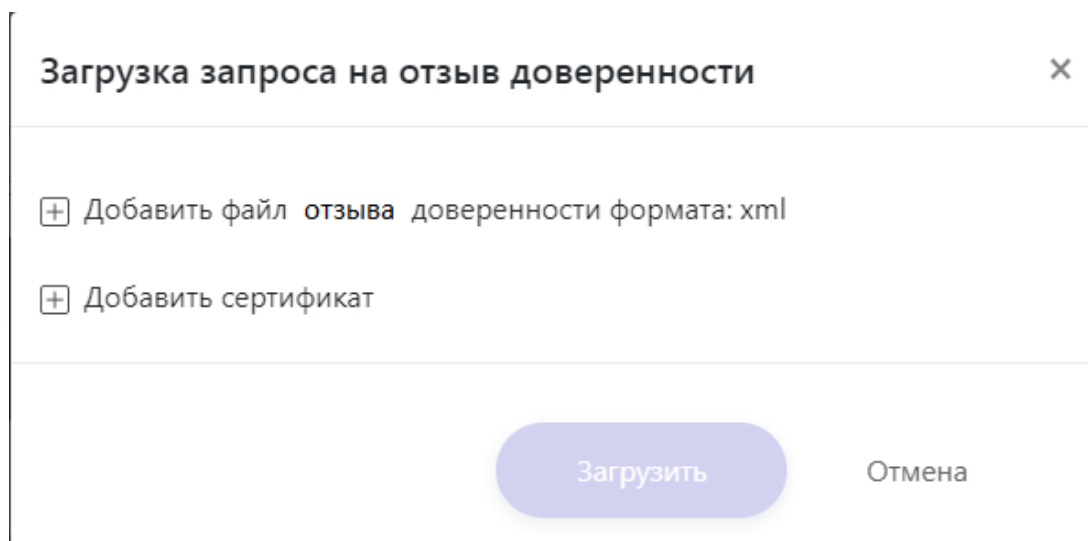 Загрузка запроса на отзыв доверенности
Добавить файл отзыва доверенности формата: xml
Добавить сертификат
Загрузить Отмена